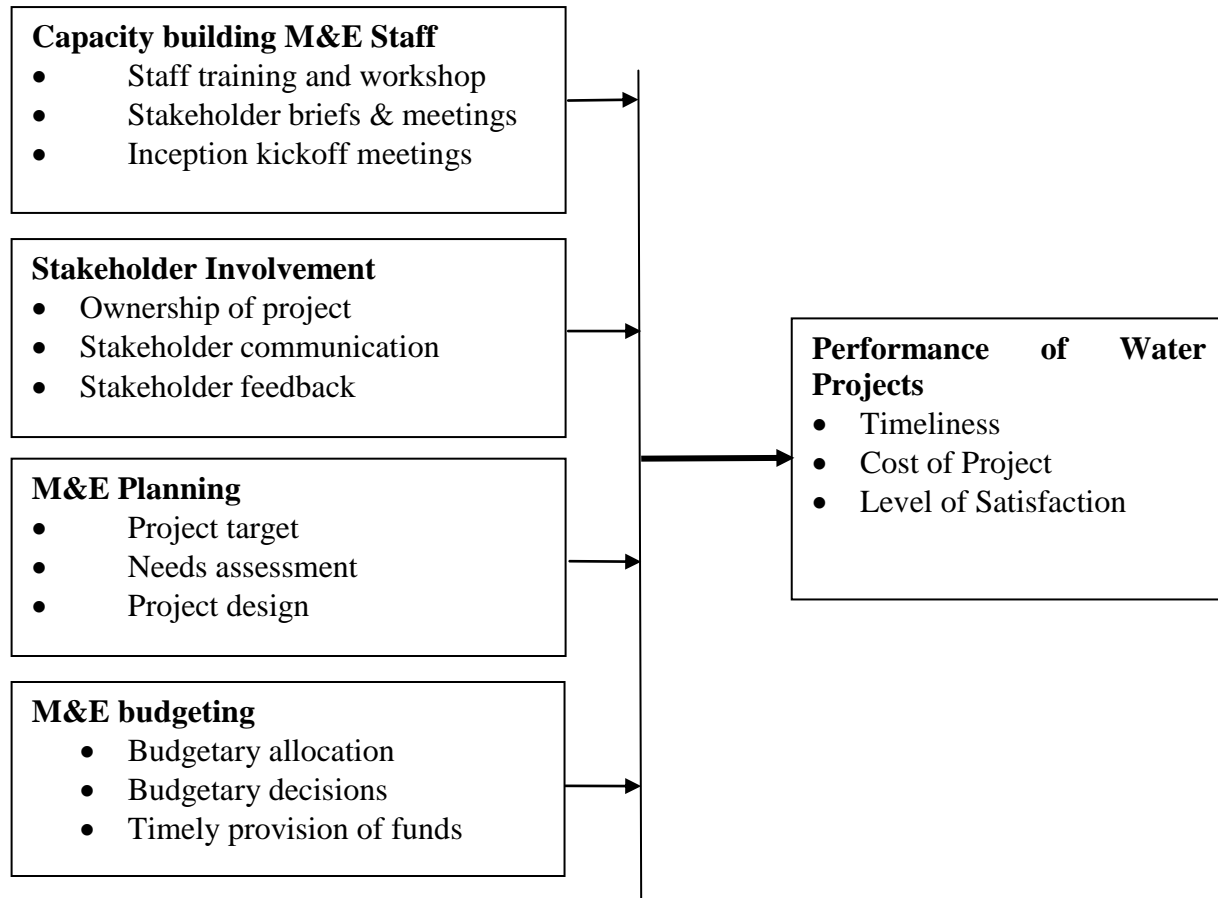 Capacity building M&E Staff
• Staff training and workshop
• Stakeholder briefs & meetings
• Inception kickoff meetings
Stakeholder Involvement
• Ownership of project
• Stakeholder communication
• Stakeholder feedback
M&E Planning
• Project target
• Needs assessment
• Project design
M&E budgeting
• Budgetary allocation
• Budgetary decisions
• Timely provision of funds
Performance of Water
Projects
• Timeliness
• Cost of Project
• Level of Satisfaction